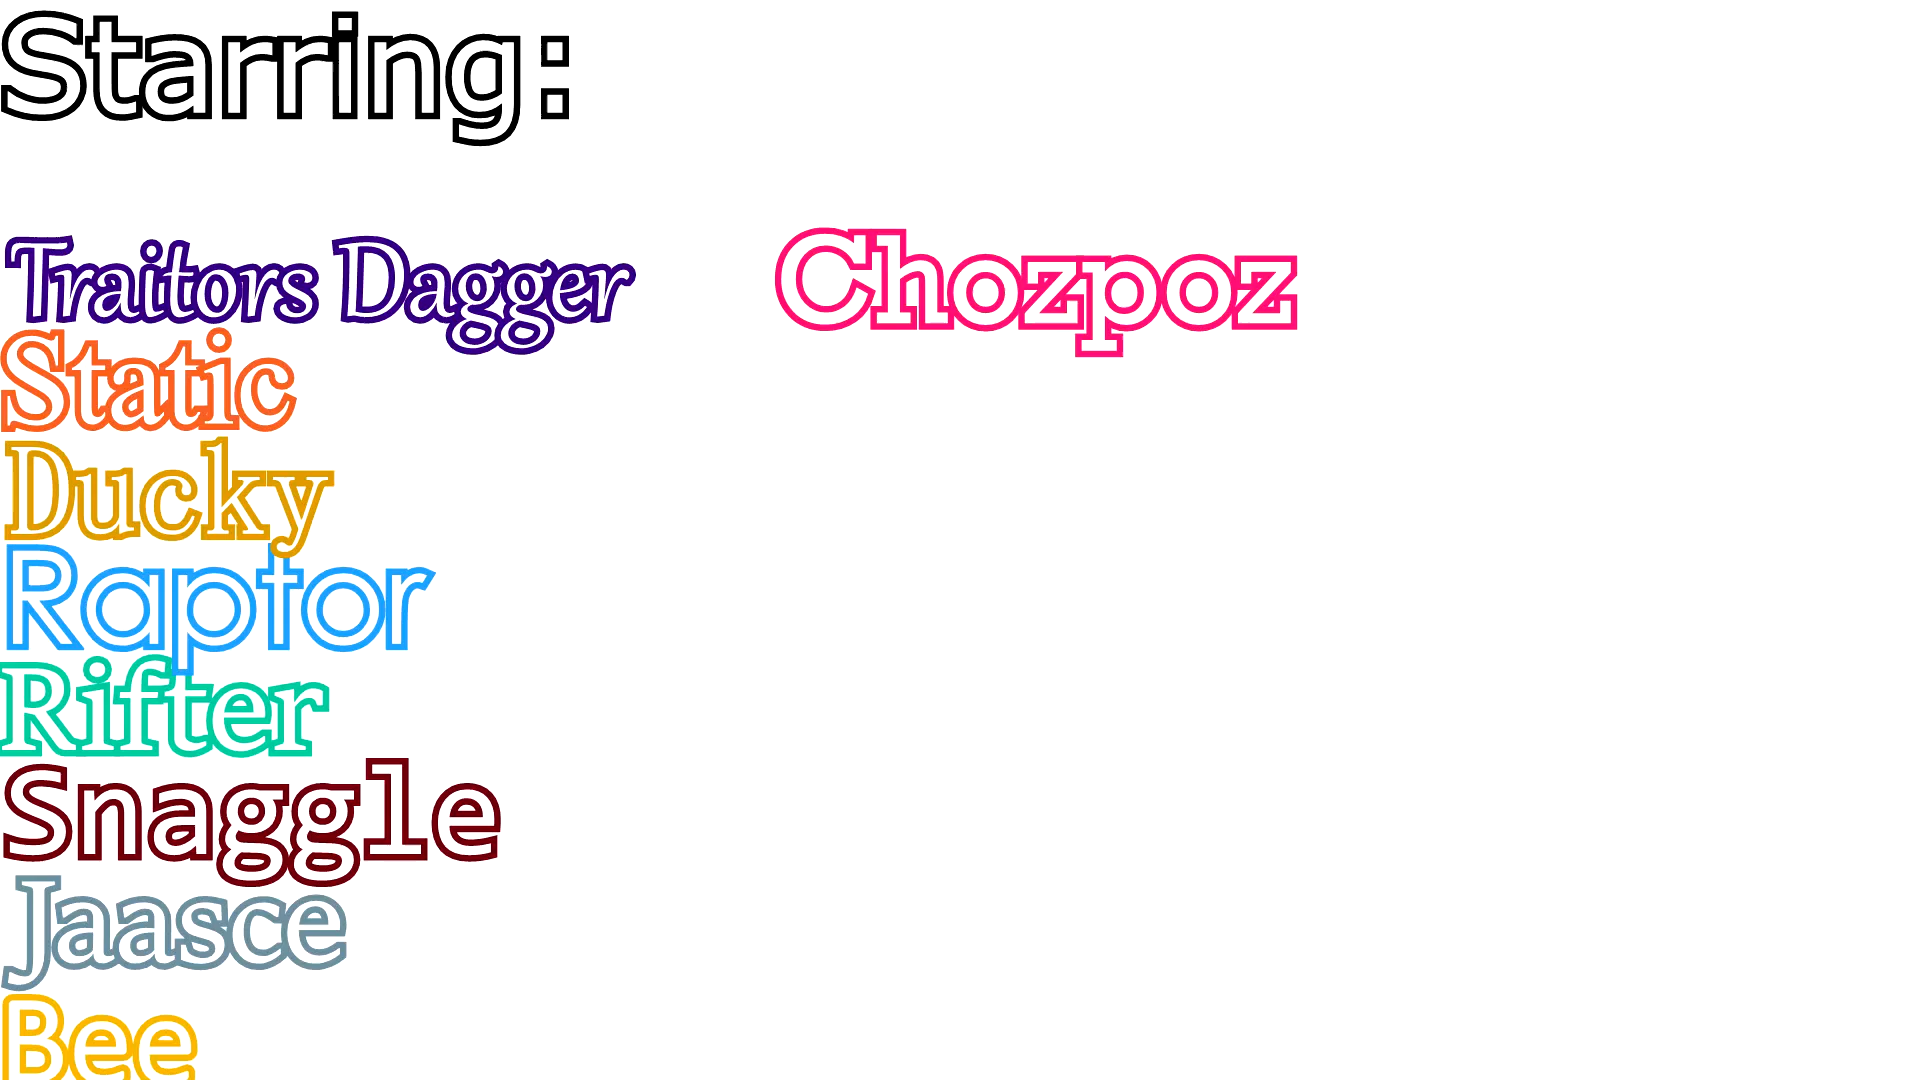 Starring:
Traitors Dagger
Chozpoz
Static
Ducky
Raptor
Rifter
Snaggle
Jaasce
Bee